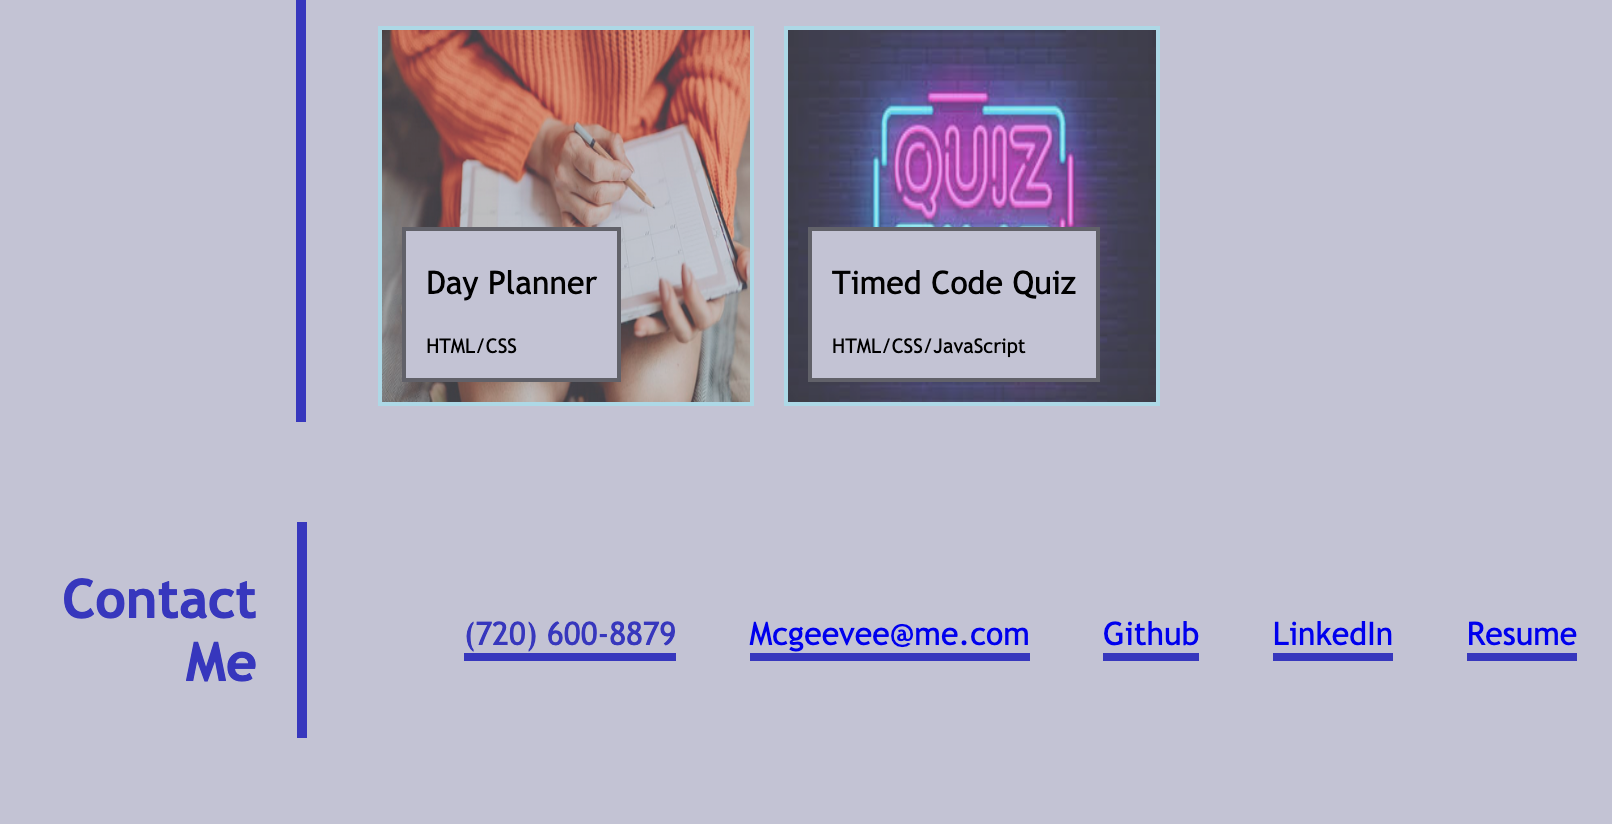 QUIZ
Day Planner
HTML/CSS
Timed Code Quiz
HTML/CSS/JavaScript
Contact
Me
(720) 600-8879
Mcgeevee@me.com
Github
LinkedIn
Resume